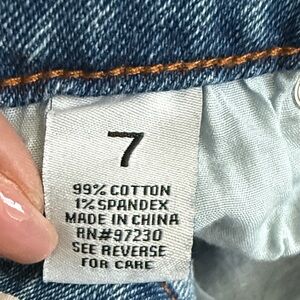 7
99% COTTON
1% SPANDEX
MADE IN CHINA
RN#97230
SEE REVERSE
FOR CARE